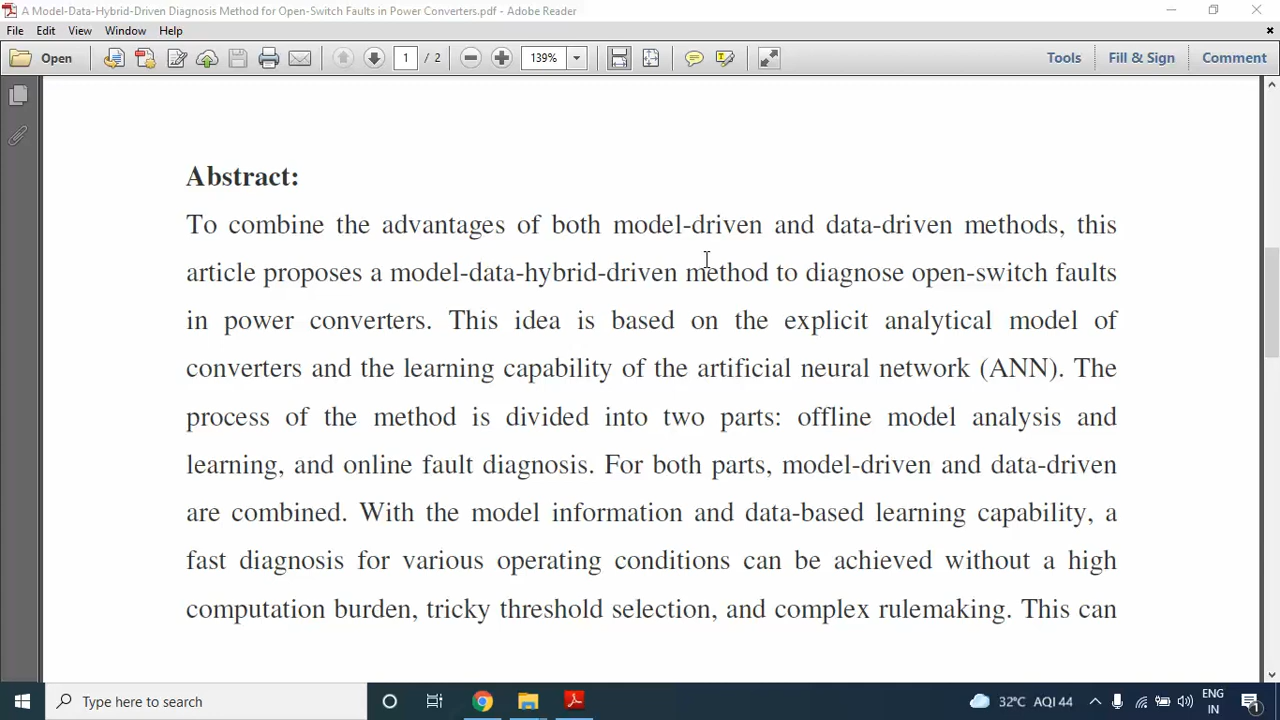 A Model-Data-Hybrid-Driven Diagnosis Method for Open-Switch Faults in Power Converters.pdf - Adobe Reader
File Edit View Window Help
Open 1 / 2 139% Tools Fill & Sign Comment
Abstract:
To combine the advantages of both model-driven and data-driven methods, this
article proposes a model-data-hybrid-driven method to diagnose open-switch faults
in power converters. This idea is based on the explicit analytical model of
converters and the learning capability of the artificial neural network (ANN). The
process of the method is divided into two parts: offline model analysis and
learning, and online fault diagnosis. For both parts, model-driven and data-driven
are combined. With the model information and data-based learning capability, a
fast diagnosis for various operating conditions can be achieved without a high
computation burden, tricky threshold selection, and complex rulemaking. This can
Type here to search 32°C AQI 44 ENG
IN 1